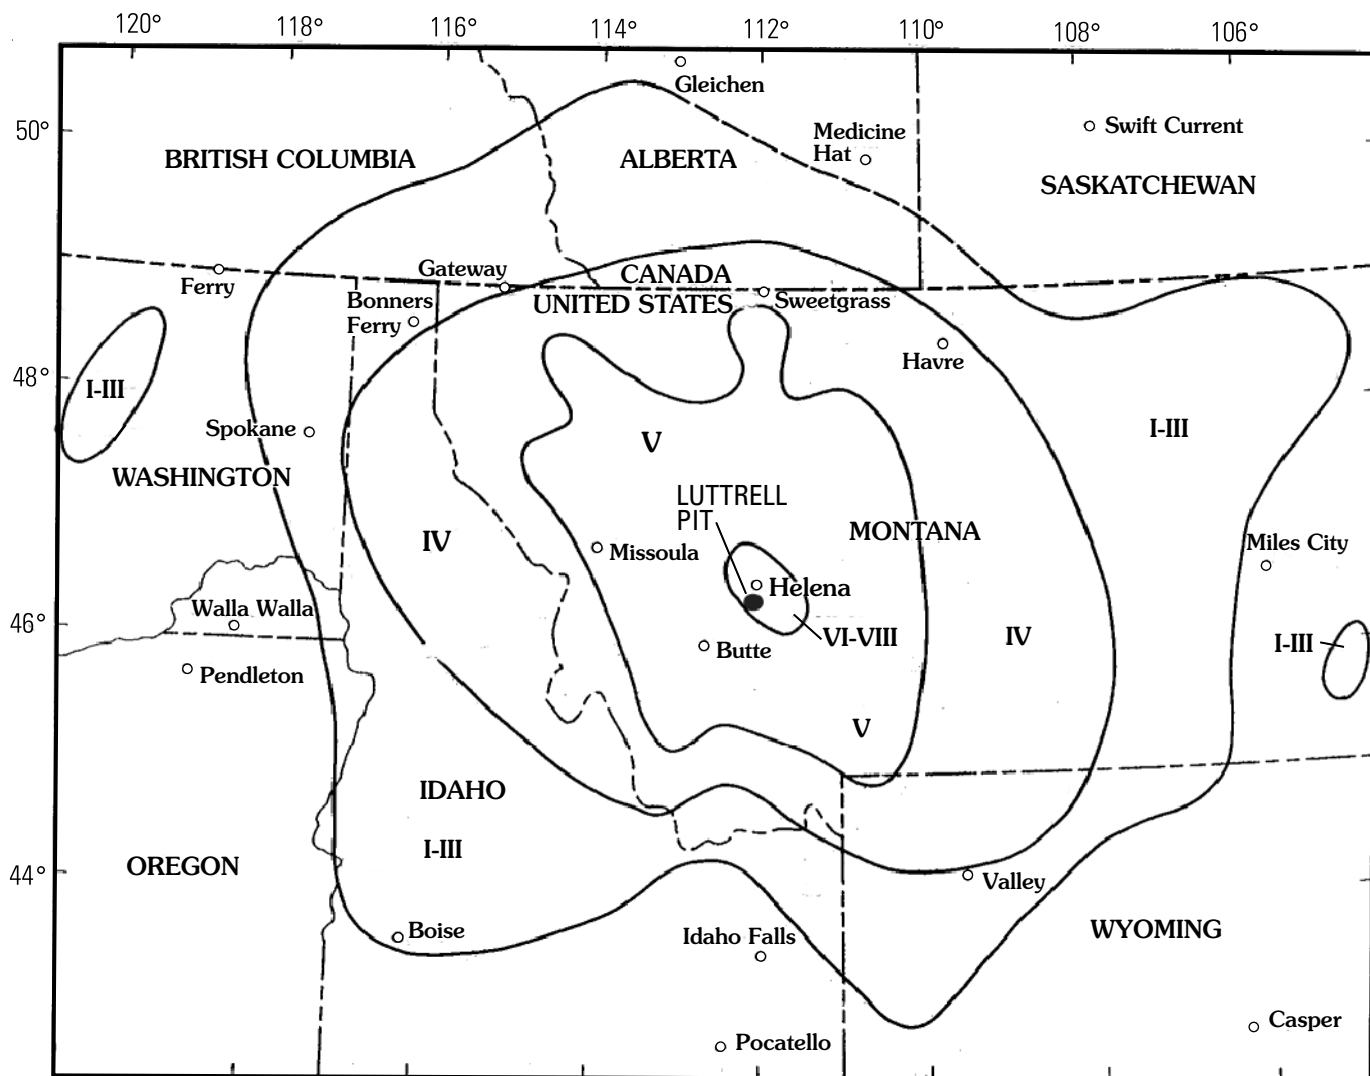 120° 118° 116° 114° 112° 110° 108° 106°
Gleichen
50°
Medicine
Hat
Swift Current
BRITISH COLUMBIA
ALBERTA
SASKATCHEWAN
Gateway
CANADA
Ferry
UNITED STATES
Sweetgrass
Bonners
Ferry
Havre
48°
I-III
Spokane
V
I-III
WASHINGTON
LUTTRELL
PIT
MONTANA
IV
Missoula
Miles City
Helena
Walla Walla
46°
VI-VIII
IV
I-III
Butte
Pendleton
V
IDAHO
I-III
OREGON
44°
Valley
Boise
Idaho Falls
WYOMING
Casper
Pocatello